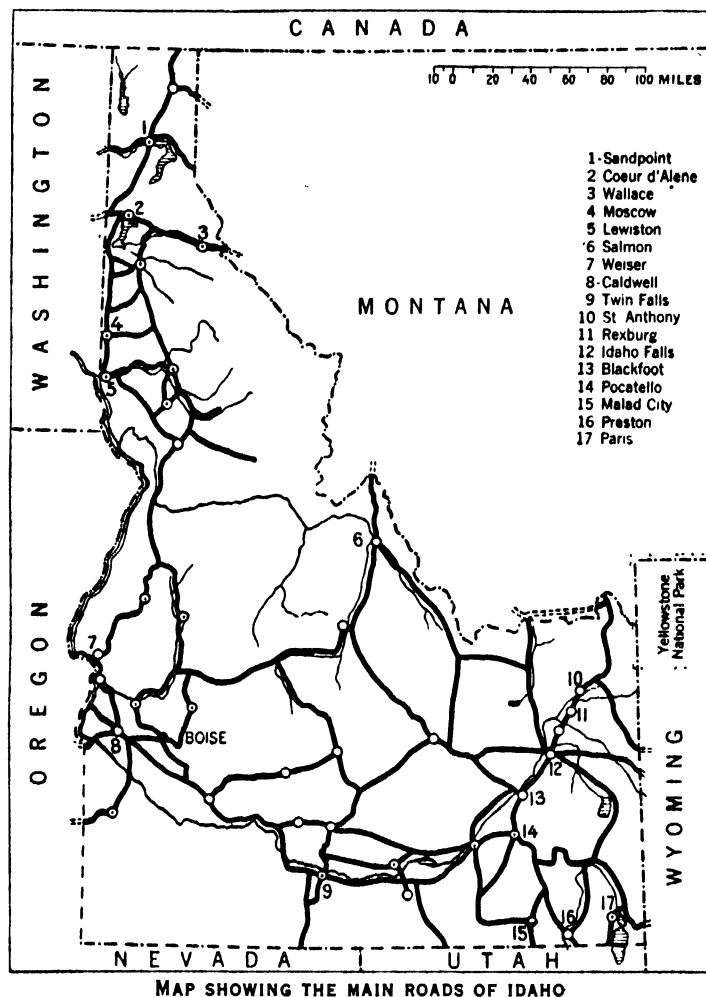 CANADA
10 0 20 40 60 80 100 MILES
WASHINGTON
1-Sandpoint
2 Coeur d'Alene
3 Wallace
4 Moscow
5 Lewiston
6 Salmon
7 Weiser
8-Caldwell
9 Twin Falls
10 St Anthony
11 Rexburg
12 Idaho Falls
13 Blackfoot
14 Pocatello
15 Malad City
16 Preston
17 Paris
MONTANA
1
2
3
4
5
6
Yellowstone
National Park
OREGON
7
10
11
8
BOISE
12
WYOMING
13
14
9
17
15
16
NEVADA
UTAH
MAP SHOWING THE MAIN ROADS OF IDAHO